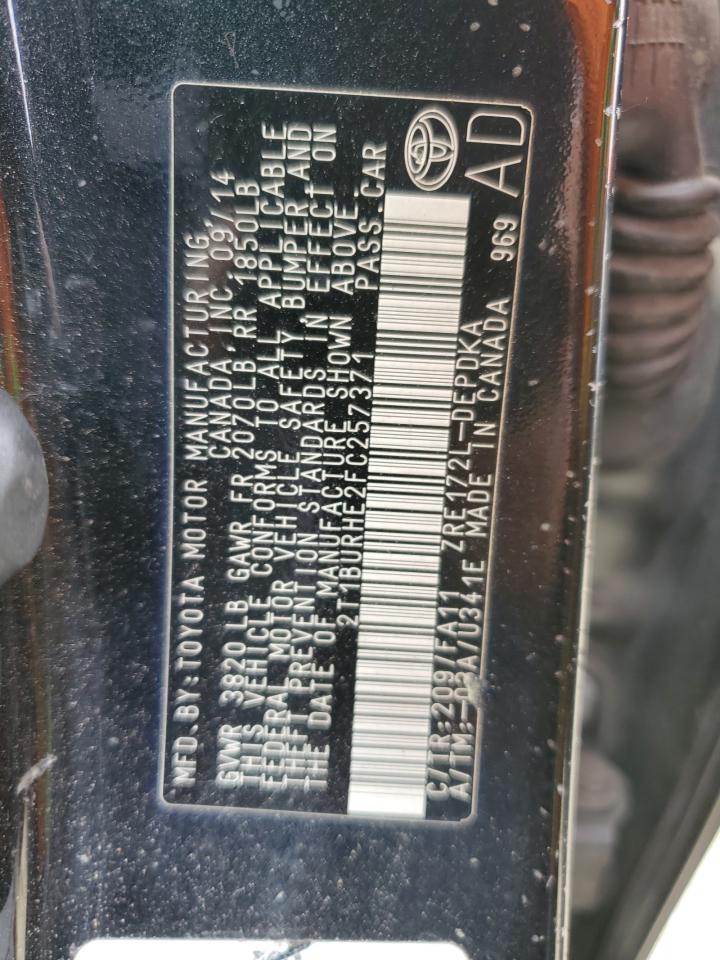 MFD. BY: TOYOTA MOTOR MANUFACTURING
CANADA, INC. 09/14
GVWR 3820LB GAWR FR 2070LB, RR 1850LB
THIS VEHICLE CONFORMS TO ALL APPLICABLE
FEDERAL MOTOR VEHICLE SAFETY, BUMPER AND
THEFT PREVENTION STANDARDS IN EFFECT ON
THE DATE OF MANUFACTURE SHOWN ABOVE.
2T1BURHE2FC257371 PASS.CAR
C/TR:209/FA11 ZRE172L-DEPDKA
A/TM:-02A/U341E MADE IN CANADA 969
AD